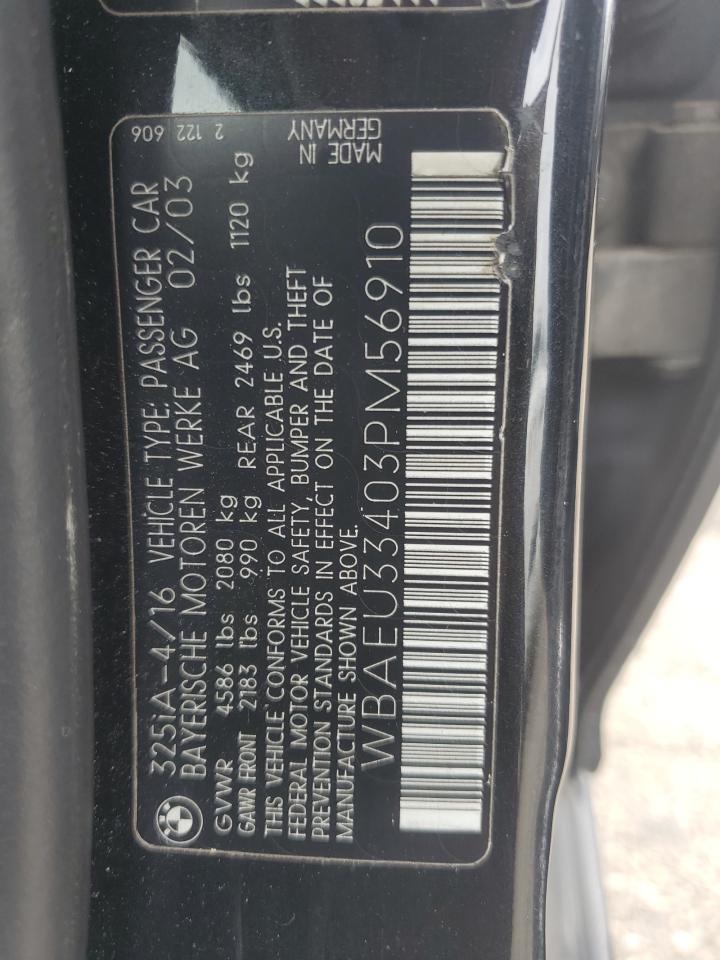 325iA-4/16 VEHICLE TYPE: PASSENGER CAR
BAYERISCHE MOTOREN WERKE AG 02/03
GVWR 4586 lbs 2080 kg
GAWR FRONT 2183 lbs 990 kg REAR 2469 lbs 1120 kg
THIS VEHICLE CONFORMS TO ALL APPLICABLE U.S.
FEDERAL MOTOR VEHICLE SAFETY, BUMPER AND THEFT
PREVENTION STANDARDS IN EFFECT ON THE DATE OF
MANUFACTURE SHOWN ABOVE.
WBAEU33403PM56910
MADE IN
GERMANY
2 122 606